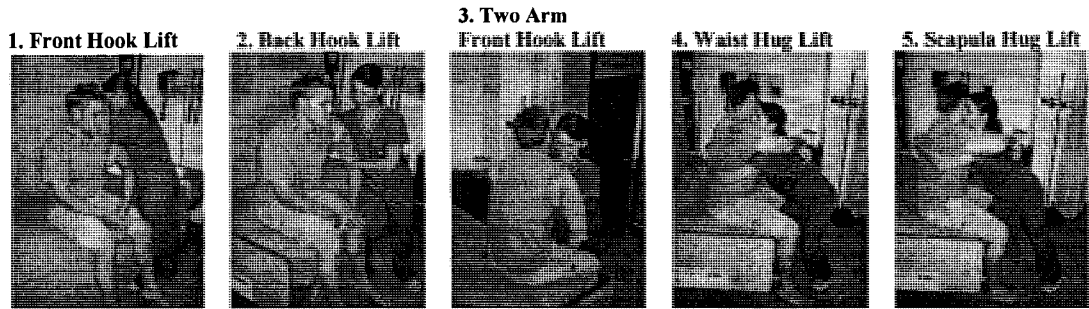 1. Front Hook Lift
2. Back Hook Lift
3. Two Arm
Front Hook Lift
4. Waist Hug Lift
5. Scapula Hug Lift